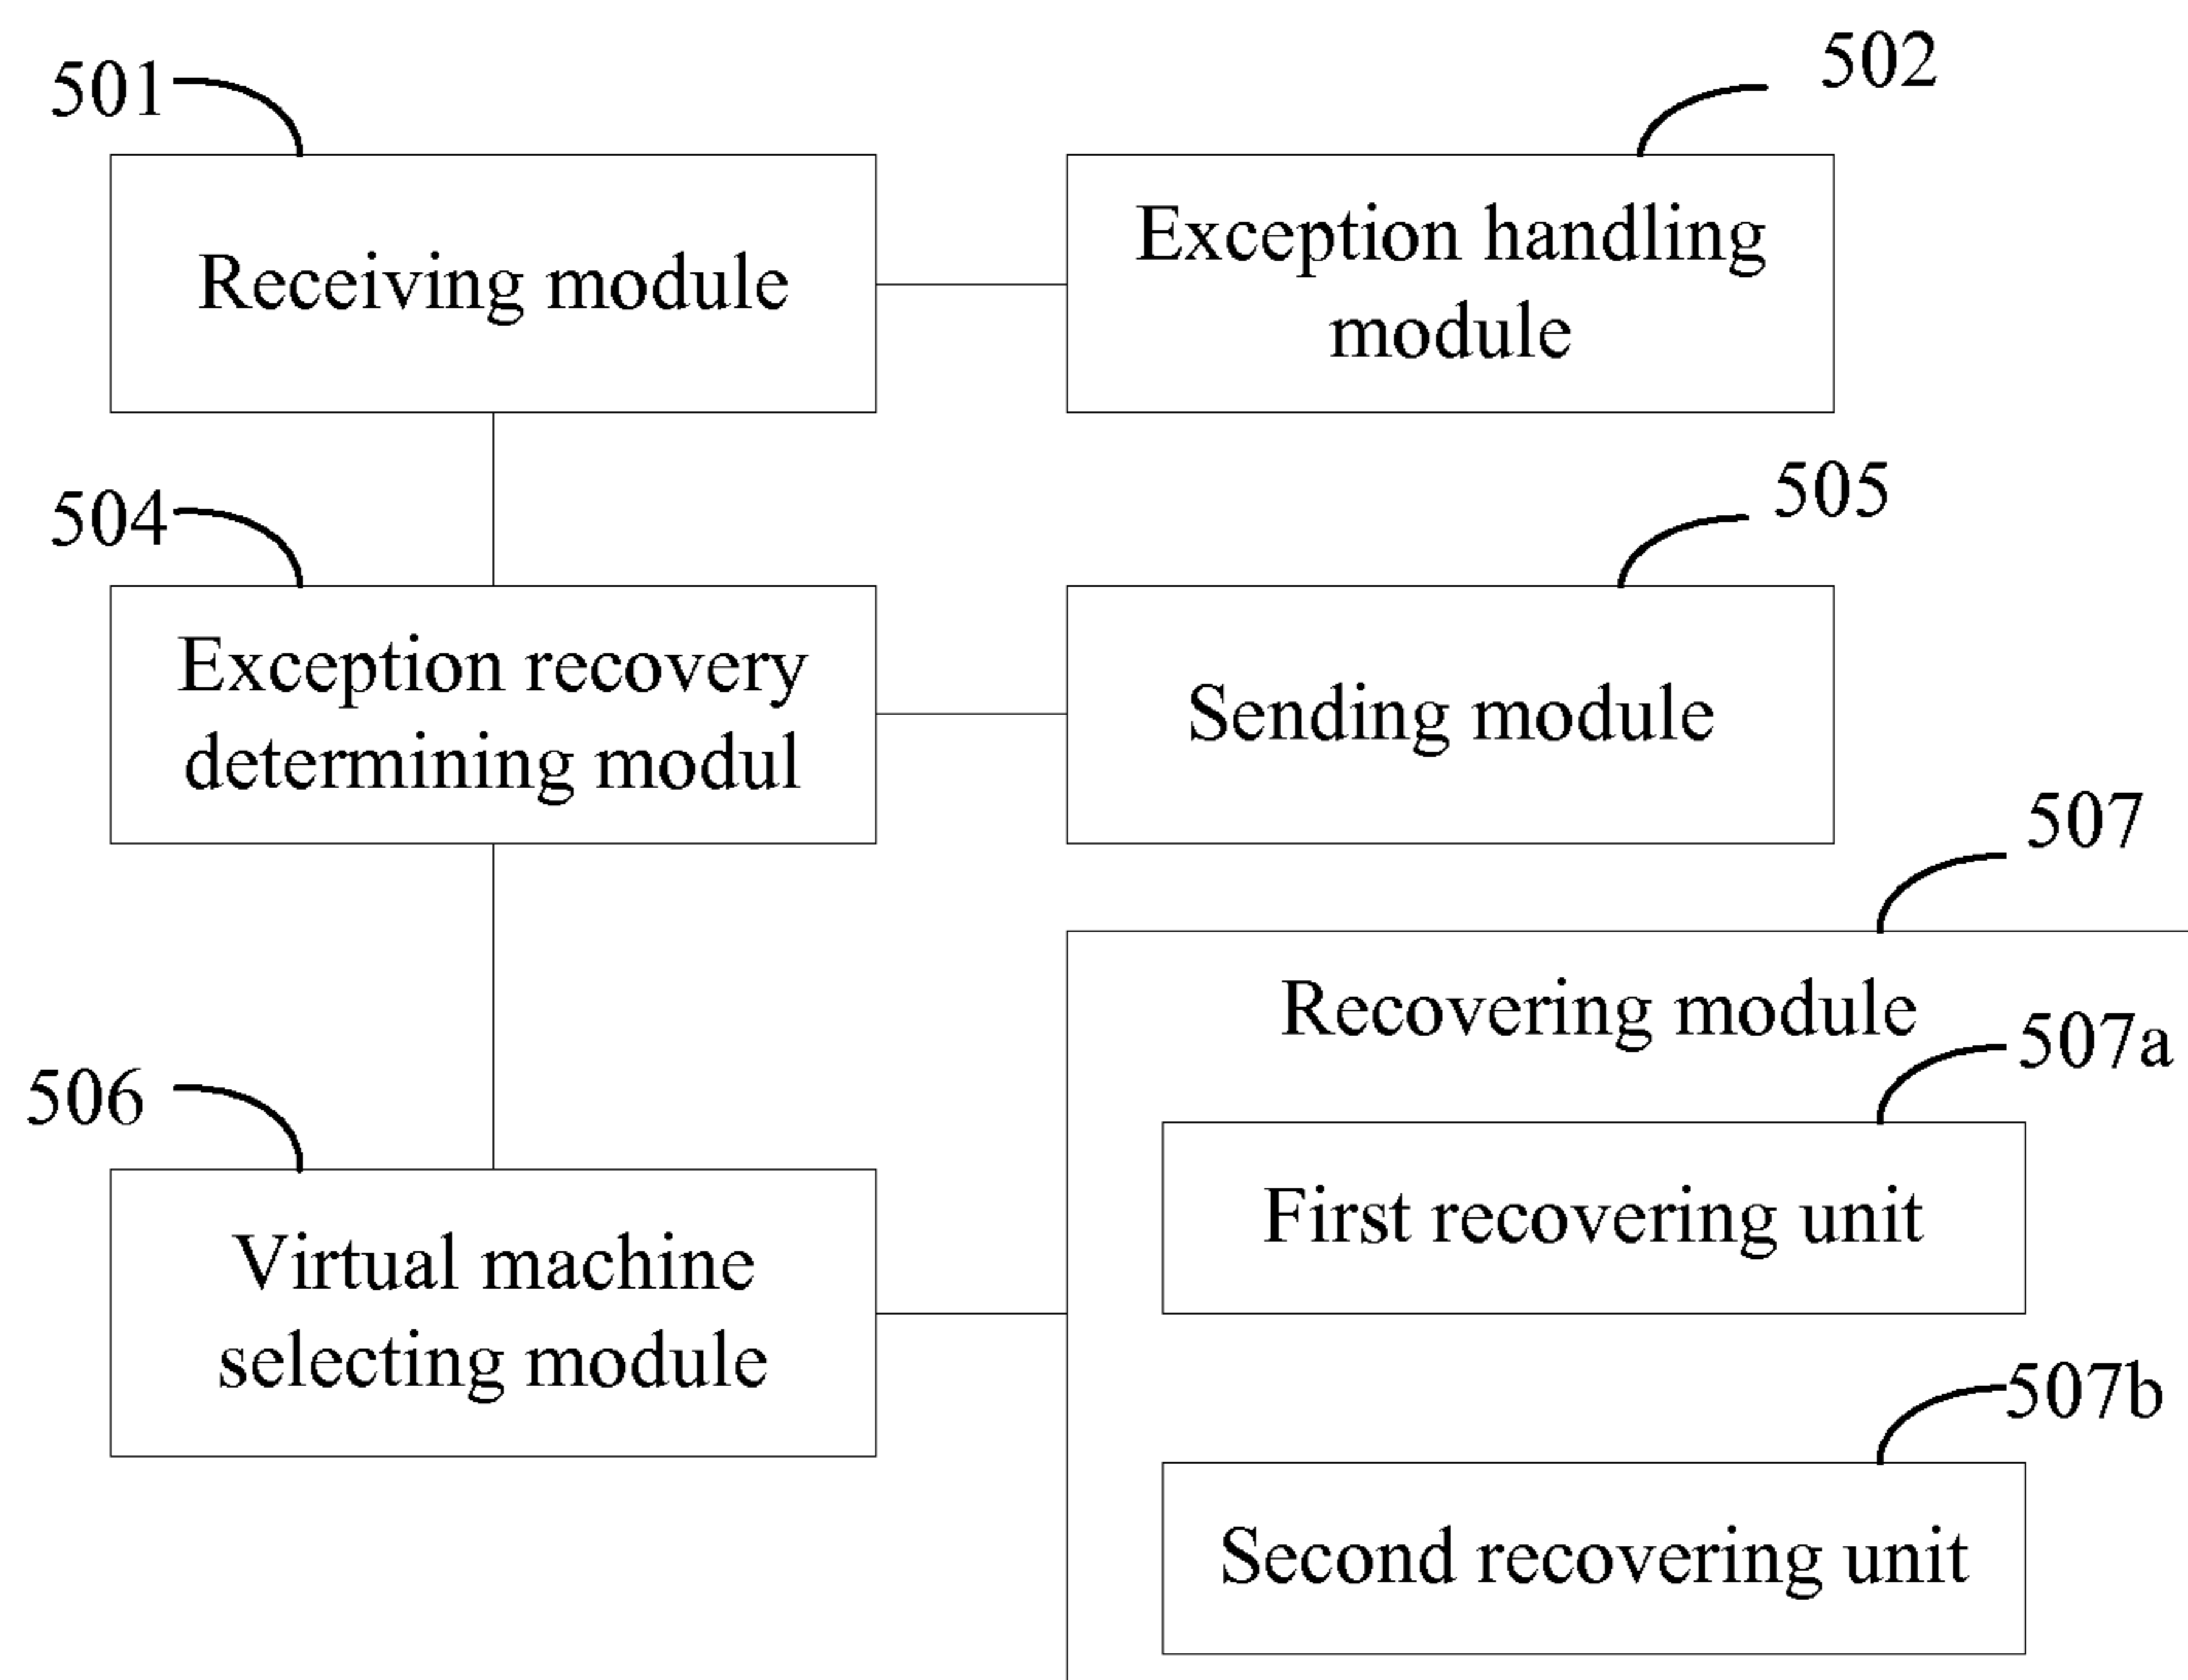 501
502
Receiving module
Exception handling
module
504
505
Exception recovery
determining modul
Sending module
507
Recovering module
507a
506
First recovering unit
Virtual machine
selecting module
507b
Second recovering unit